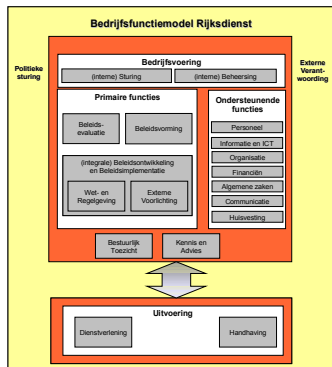 Bedrijfsfunctiemodel Rijksdienst
Politieke
sturing
Externe
Verant-
woording
Bedrijfsvoering
(interne) Sturing
(interne) Beheersing
Primaire functies
Beleids-
evaluatie
Beleidsvorming
(integrale) Beleidsontwikkeling
en Beleidsimplementatie
Wet- en
Regelgeving
Externe
Voorlichting
Ondersteunende
functies
Personeel
Informatie en ICT
Organisatie
Financiën
Algemene zaken
Communicatie
Huisvesting
Bestuurlijk
Toezicht
Kennis en
Advies
Uitvoering
Dienstverlening
Handhaving